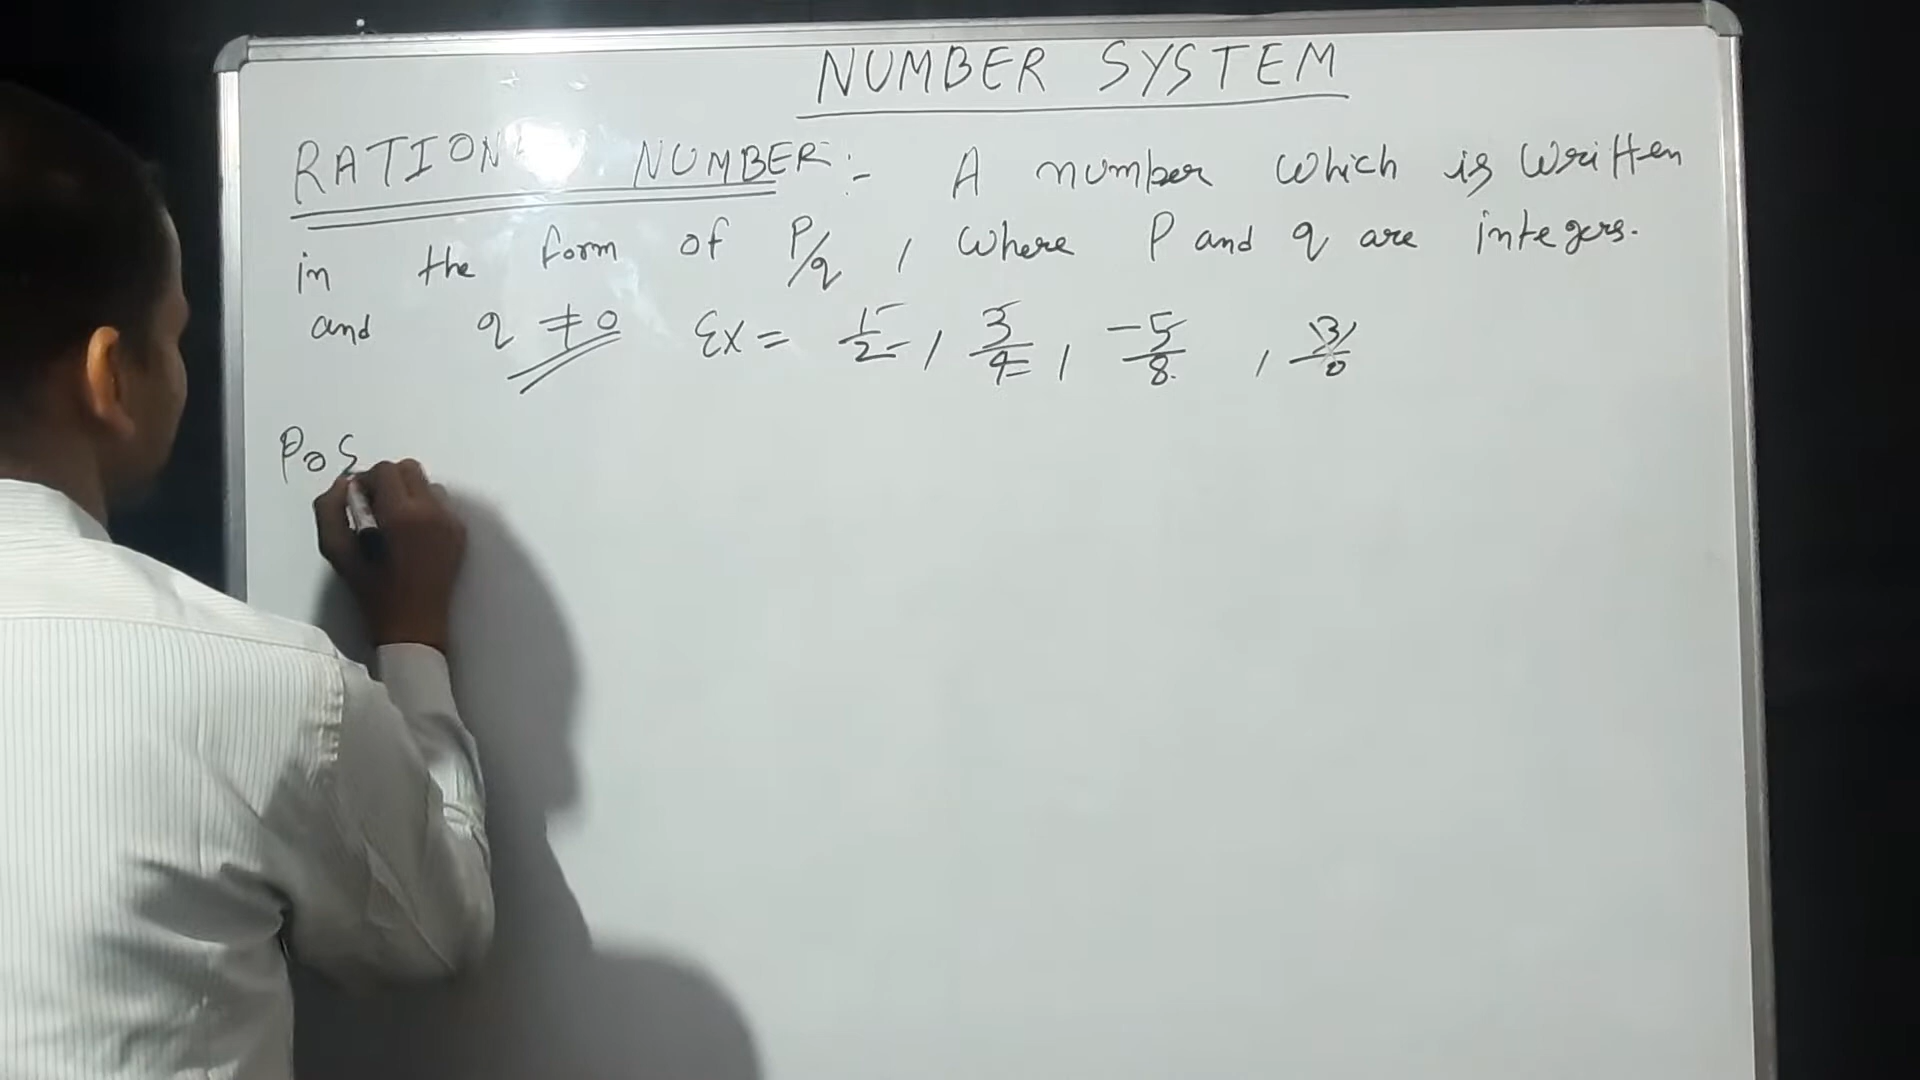 NUMBER SYSTEM
RATION NUMBER :- A number which is written
in the form of P/q , where P and q are integers.
and q ≠ 0 Ex = 1/2 , 3/4 , -5/8 , 3/0
Pos